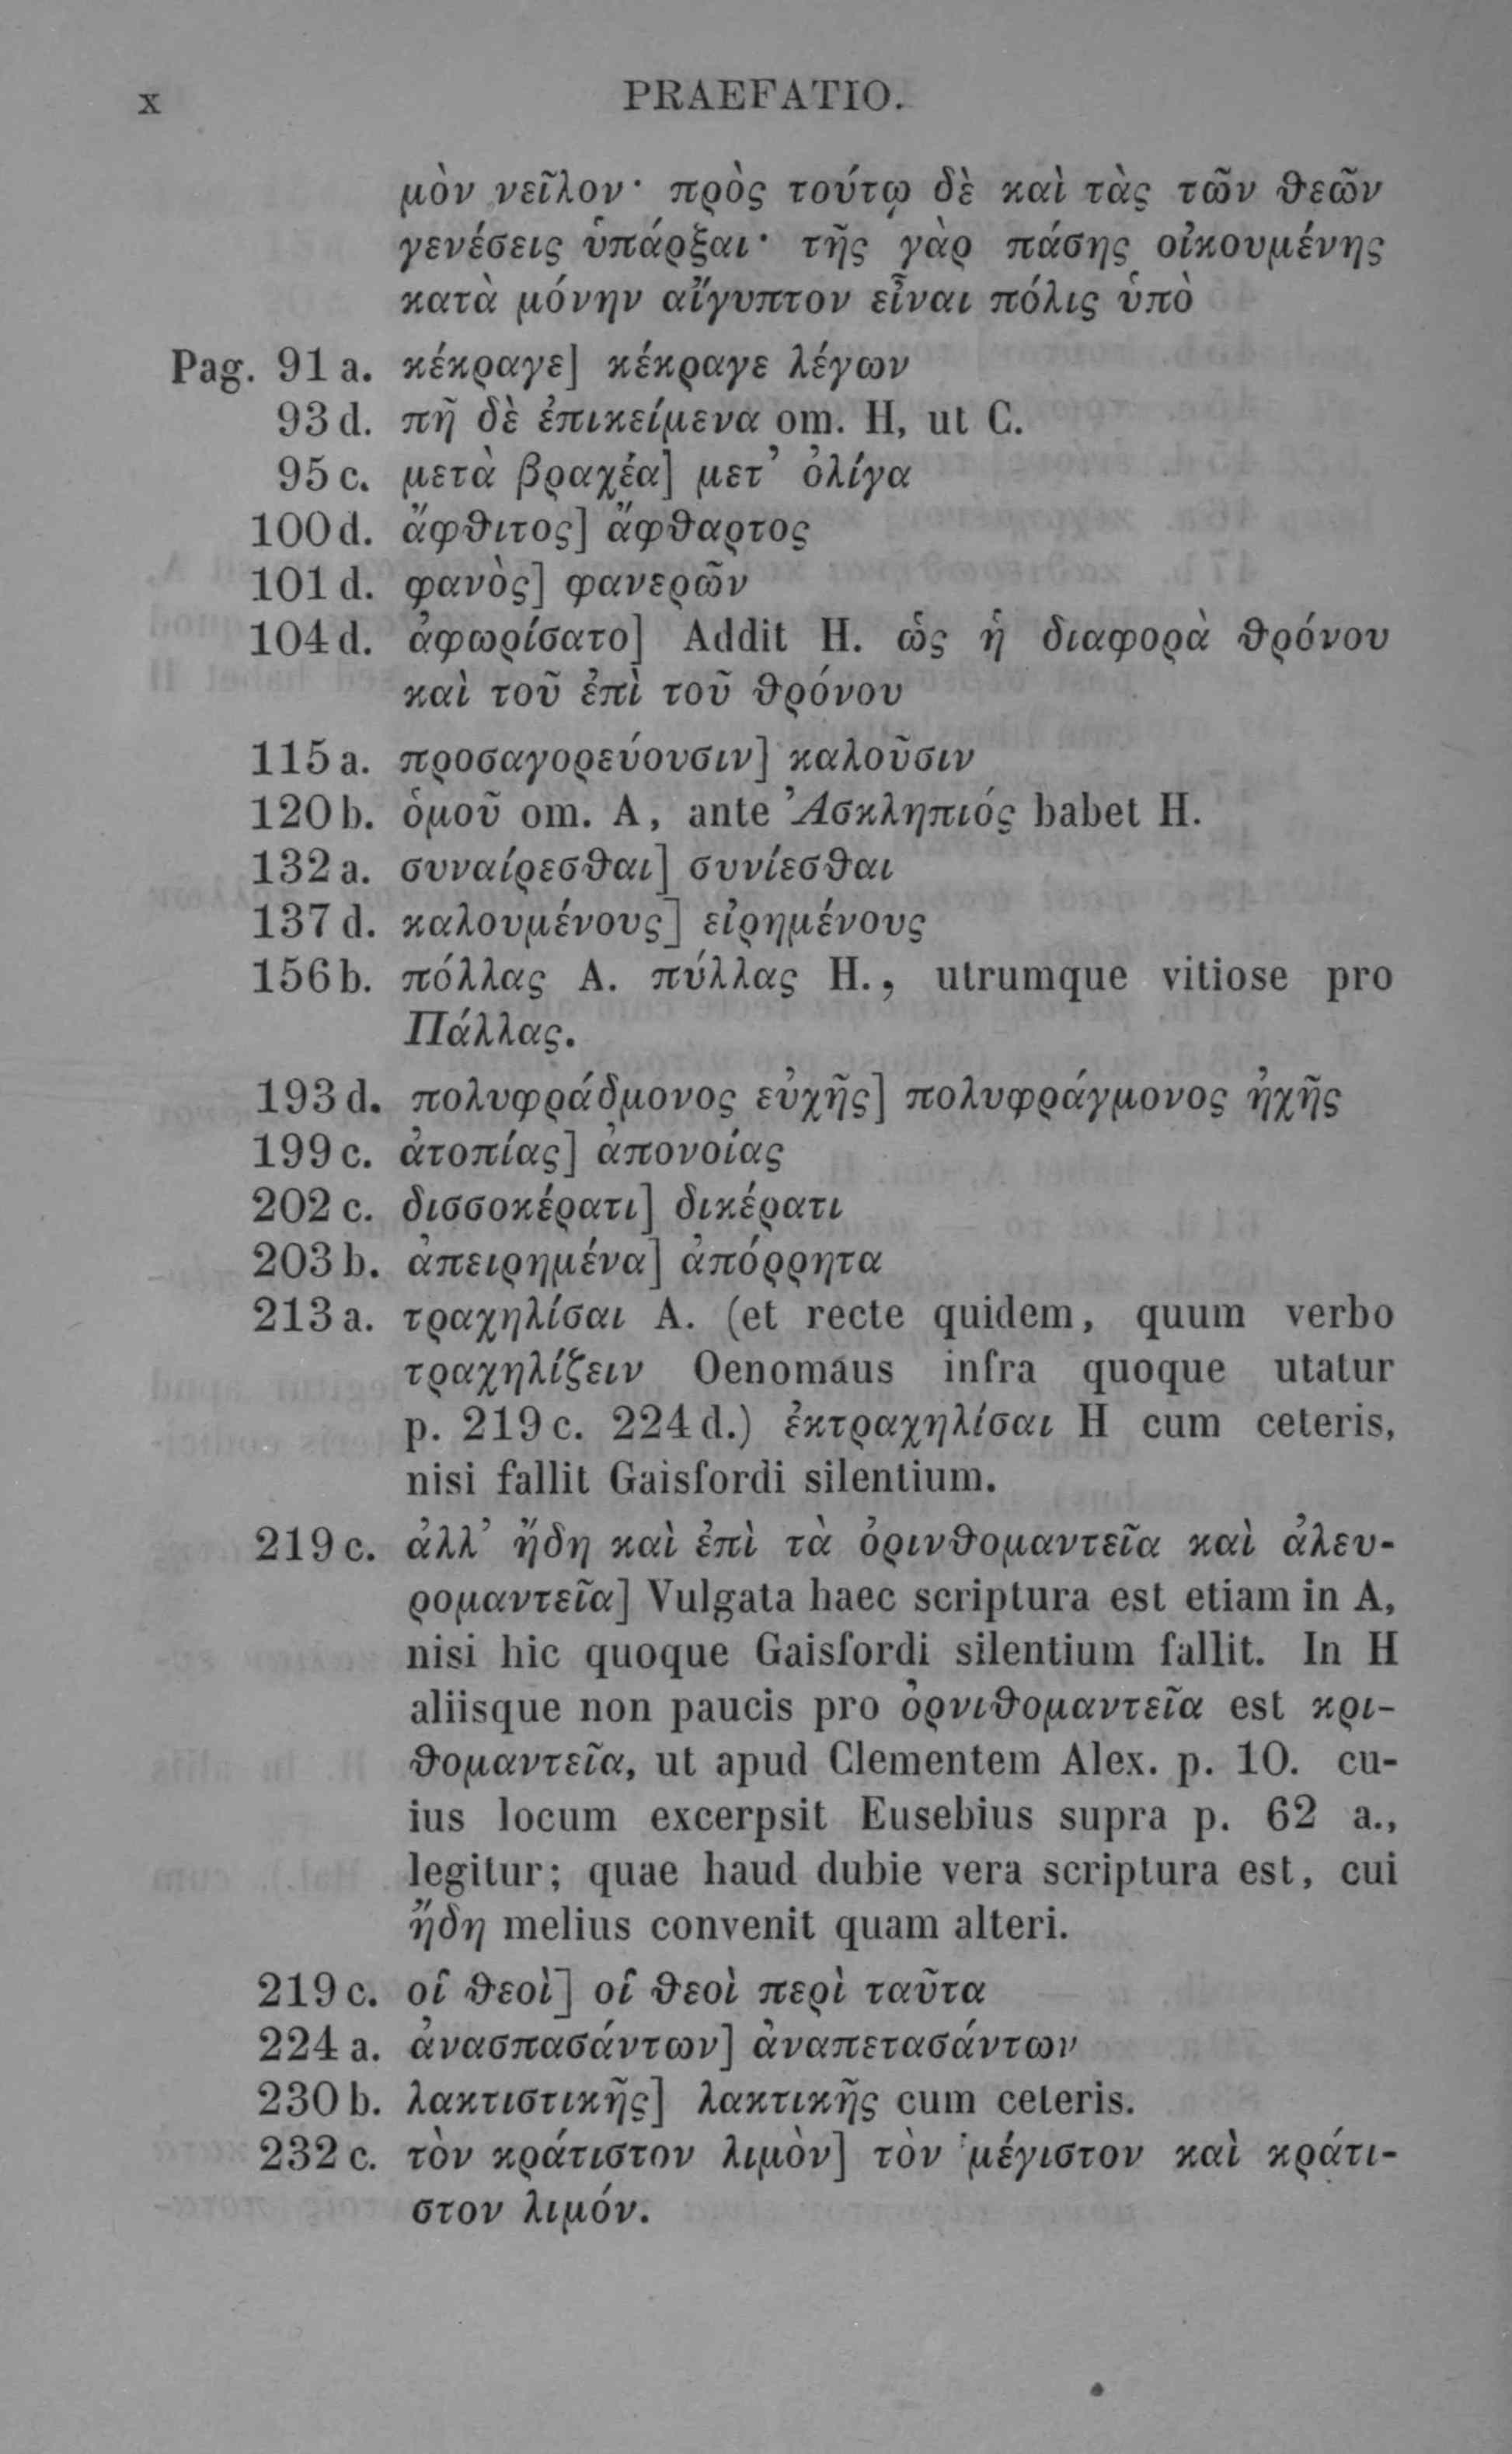 x PRAEFATIO.
μὸν νεῖλον· πρὸς τούτῳ δὲ καὶ τὰς τῶν θεῶν
γενέσεις ὑπάρξαι· τῆς γὰρ πάσης οἰκουμένης
κατὰ μόνην αἴγυπτον εἶναι πόλις ὑπὸ
Pag. 91 a. κέκραγε] κέκραγε λέγων
93 d. πῆ δὲ ἐπικείμενα om. H, ut C.
95 c. μετὰ βραχέα] μετ’ ὀλίγα
100 d. ἄφθιτος] ἄφθαρτος
101 d. φανὸς] φανερῶν
104 d. ἀφωρίσατο] Addit H. ὡς ἡ διαφορὰ θρόνου
καὶ τοῦ ἐπὶ τοῦ θρόνου
115 a. προσαγορεύουσιν] καλοῦσιν
120 b. ὁμοῦ om. A, ante Ἀσκληπιός babet H.
132 a. συναίρεσθαι] συνίεσθαι
137 d. καλουμένους] εἰρημένους
156 b. πόλλας A. πύλλας H., utrumque vitiose pro
Πάλλας.
193 d. πολυφράδμονος εὐχῆς] πολυφράγμονος ἠχῆς
199 c. ἀτοπίας] ἀπονοίας
202 c. δισσοκέρατι] δικέρατι
203 b. ἀπειρημένα] ἀπόρρητα
213 a. τραχηλίσαι A. (et recte quidem, quum verbo
τραχηλίζειν Oenomaus infra quoque utatur
p. 219 c. 224 d.) ἐκτραχηλίσαι H cum ceteris,
nisi fallit Gaisfordi silentium.
219 c. ἀλλ’ ἤδη καὶ ἐπὶ τὰ ὀρινθομαντεῖα καὶ ἀλευ-
ρομαντεῖα] Vulgata haec scriptura est etiam in A,
nisi hic quoque Gaisfordi silentium fallit. In H
aliisque non paucis pro ὀρνιθομαντεῖα est κρι-
θομαντεῖα, ut apud Clementem Alex. p. 10. cu-
ius locum excerpsit Eusebius supra p. 62 a.,
legitur; quae haud dubie vera scriptura est, cui
ἤδη melius convenit quam alteri.
219 c. οἱ θεοὶ] οἱ θεοὶ περὶ ταῦτα
224 a. ἀνασπασάντων] ἀναπετασάντων
230 b. λακτιστικῆς] λακτικῆς cum ceteris.
232 c. τὸν κράτιστον λιμὸν] τὸν μέγιστον καὶ κράτι-
στον λιμόν.